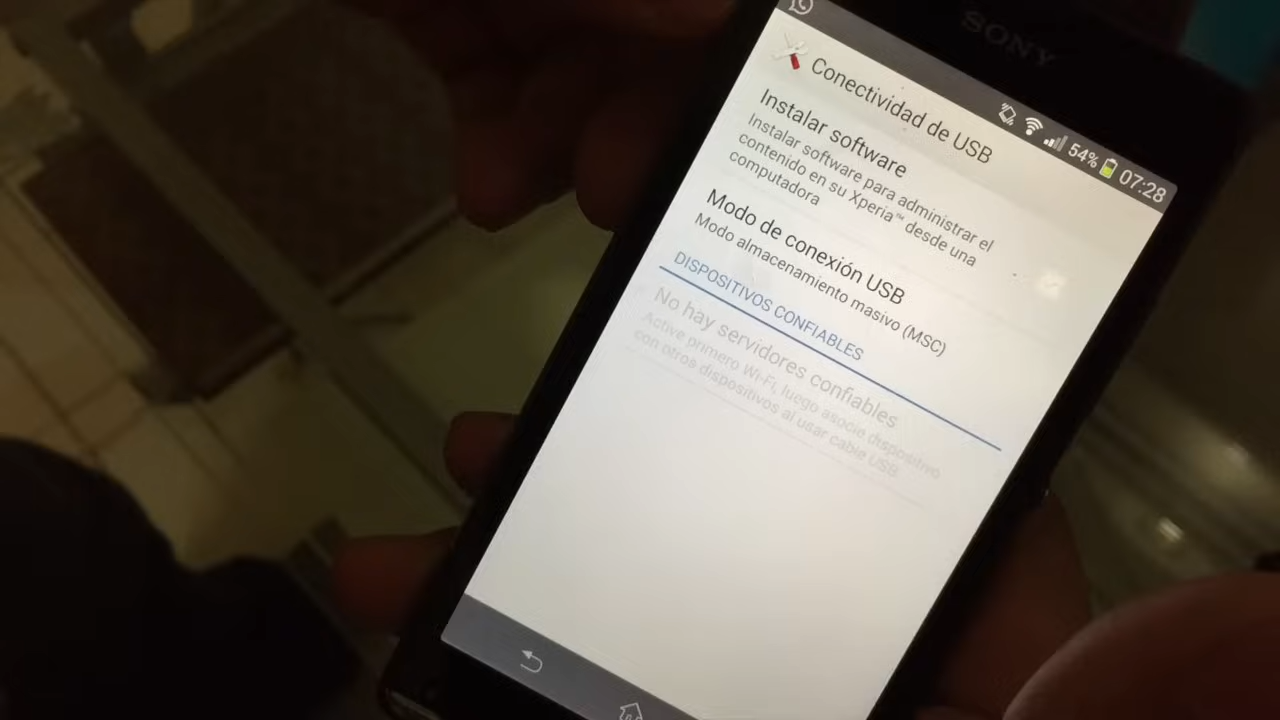 SONY
54% 07:28
Conectividad de USB
Instalar software
Instalar software para administrar el
contenido en su Xperia™ desde una
computadora
Modo de conexión USB
Modo almacenamiento masivo (MSC)
DISPOSITIVOS CONFIABLES
No hay servidores confiables
Active primero Wi-Fi, luego asocie dispositivo
con otros dispositivos al usar cable USB